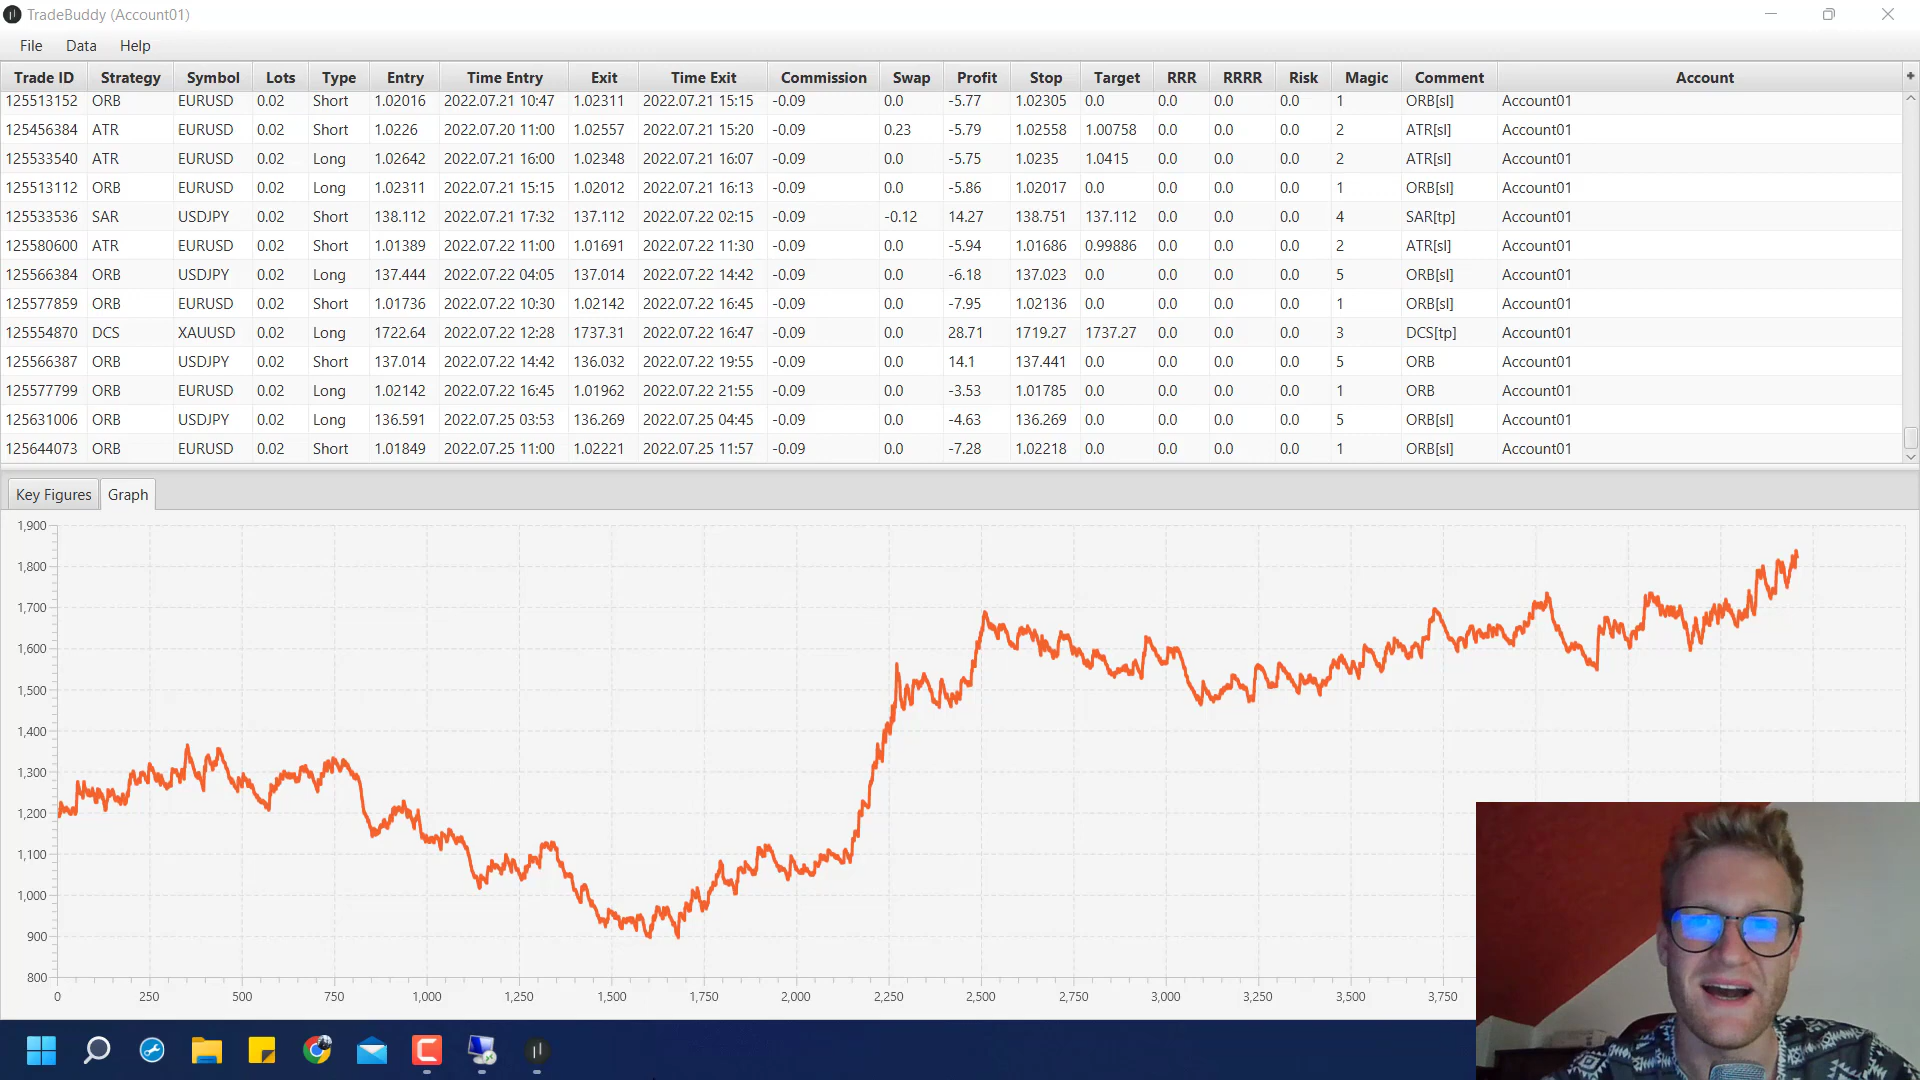 TradeBuddy (Account01)
File Data Help
Trade ID Strategy Symbol Lots Type Entry Time Entry Exit Time Exit Commission Swap Profit Stop Target RRR RRRR Risk Magic Comment Account +
125513152 ORB EURUSD 0.02 Short 1.02016 2022.07.21 10:47 1.02311 2022.07.21 15:15 -0.09 0.0 -5.77 1.02305 0.0 0.0 0.0 0.0 1 ORB[sl] Account01
125456384 ATR EURUSD 0.02 Short 1.0226 2022.07.20 11:00 1.02557 2022.07.21 15:20 -0.09 0.23 -5.79 1.02558 1.00758 0.0 0.0 0.0 2 ATR[sl] Account01
125533540 ATR EURUSD 0.02 Long 1.02642 2022.07.21 16:00 1.02348 2022.07.21 16:07 -0.09 0.0 -5.75 1.0235 1.0415 0.0 0.0 0.0 2 ATR[sl] Account01
125513112 ORB EURUSD 0.02 Long 1.02311 2022.07.21 15:15 1.02012 2022.07.21 16:13 -0.09 0.0 -5.86 1.02017 0.0 0.0 0.0 0.0 1 ORB[sl] Account01
125533536 SAR USDJPY 0.02 Short 138.112 2022.07.21 17:32 137.112 2022.07.22 02:15 -0.09 -0.12 14.27 138.751 137.112 0.0 0.0 0.0 4 SAR[tp] Account01
125580600 ATR EURUSD 0.02 Short 1.01389 2022.07.22 11:00 1.01691 2022.07.22 11:30 -0.09 0.0 -5.94 1.01686 0.99886 0.0 0.0 0.0 2 ATR[sl] Account01
125566384 ORB USDJPY 0.02 Long 137.444 2022.07.22 04:05 137.014 2022.07.22 14:42 -0.09 0.0 -6.18 137.023 0.0 0.0 0.0 0.0 5 ORB[sl] Account01
125577859 ORB EURUSD 0.02 Short 1.01736 2022.07.22 10:30 1.02142 2022.07.22 16:45 -0.09 0.0 -7.95 1.02136 0.0 0.0 0.0 0.0 1 ORB[sl] Account01
125554870 DCS XAUUSD 0.02 Long 1722.64 2022.07.22 12:28 1737.31 2022.07.22 16:47 -0.09 0.0 28.71 1719.27 1737.27 0.0 0.0 0.0 3 DCS[tp] Account01
125566387 ORB USDJPY 0.02 Short 137.014 2022.07.22 14:42 136.032 2022.07.22 19:55 -0.09 0.0 14.1 137.441 0.0 0.0 0.0 0.0 5 ORB Account01
125577799 ORB EURUSD 0.02 Long 1.02142 2022.07.22 16:45 1.01962 2022.07.22 21:55 -0.09 0.0 -3.53 1.01785 0.0 0.0 0.0 0.0 1 ORB Account01
125631006 ORB USDJPY 0.02 Long 136.591 2022.07.25 03:53 136.269 2022.07.25 04:45 -0.09 0.0 -4.63 136.269 0.0 0.0 0.0 0.0 5 ORB[sl] Account01
125644073 ORB EURUSD 0.02 Short 1.01849 2022.07.25 11:00 1.02221 2022.07.25 11:57 -0.09 0.0 -7.28 1.02218 0.0 0.0 0.0 0.0 1 ORB[sl] Account01
Key Figures Graph
1,900
1,800
1,700
1,600
1,500
1,400
1,300
1,200
1,100
1,000
900
800
0 250 500 750 1,000 1,250 1,500 1,750 2,000 2,250 2,500 2,750 3,000 3,250 3,500 3,750